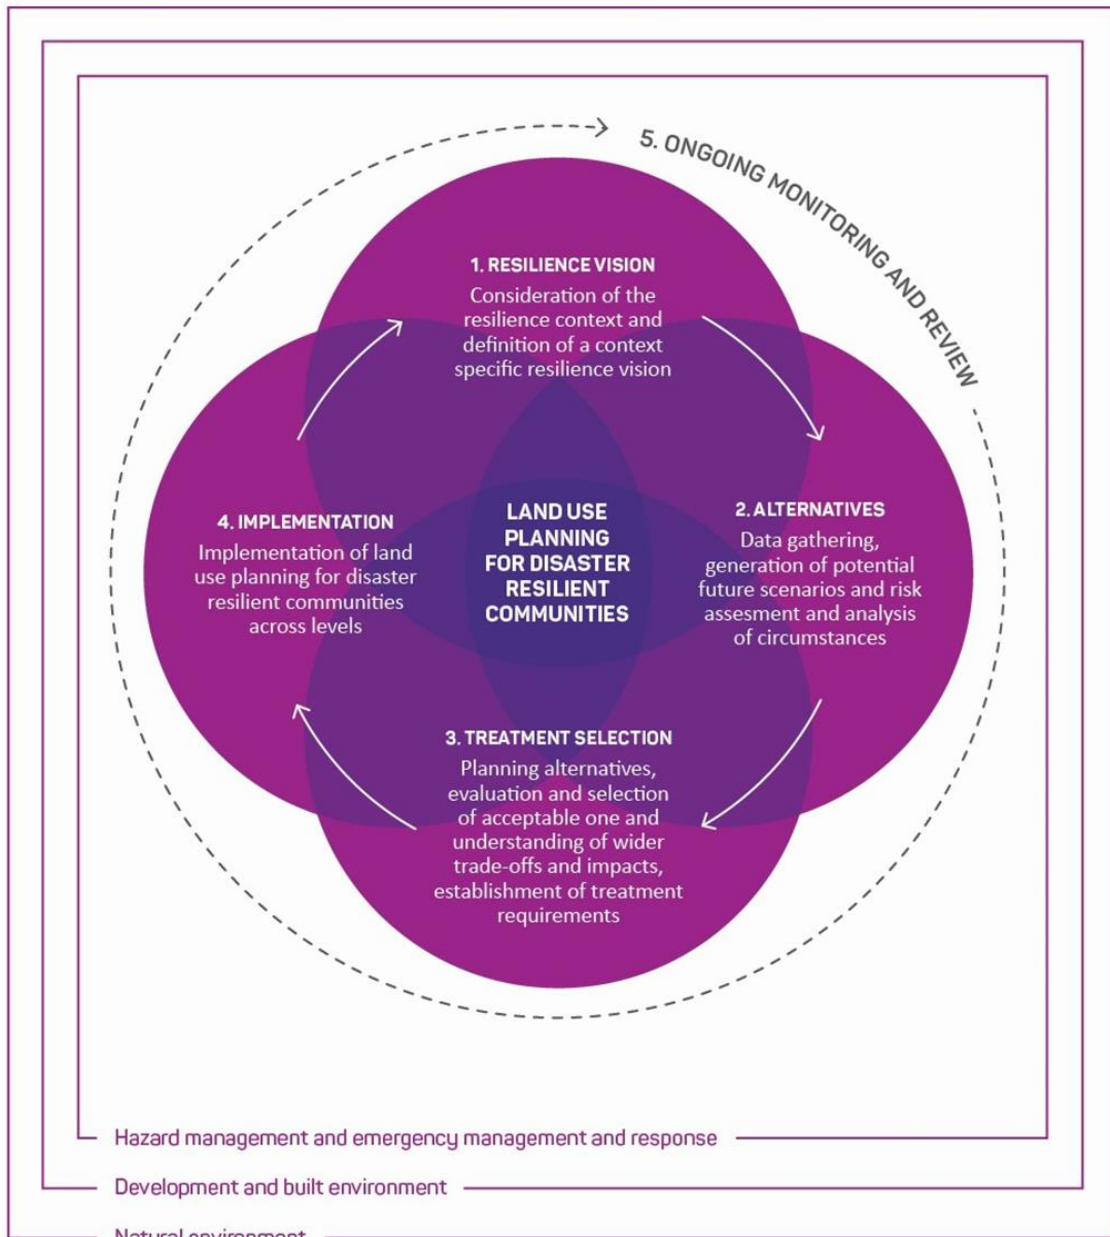 5. ONGOING MONITORING AND REVIEW
1. RESILIENCE VISION
Consideration of the
resilience context and
definition of a context
specific resilience vision
2. ALTERNATIVES
Data gathering,
generation of potential
future scenarios and risk
assesment and analysis
of circumstances
3. TREATMENT SELECTION
Planning alternatives,
evaluation and selection
of acceptable one and
understanding of wider
trade-offs and impacts,
establishment of treatment
requirements
4. IMPLEMENTATION
Implementation of land
use planning for disaster
resilient communities
across levels
LAND USE
PLANNING
FOR DISASTER
RESILIENT
COMMUNITIES
Hazard management and emergency management and response
Development and built environment
Natural environment